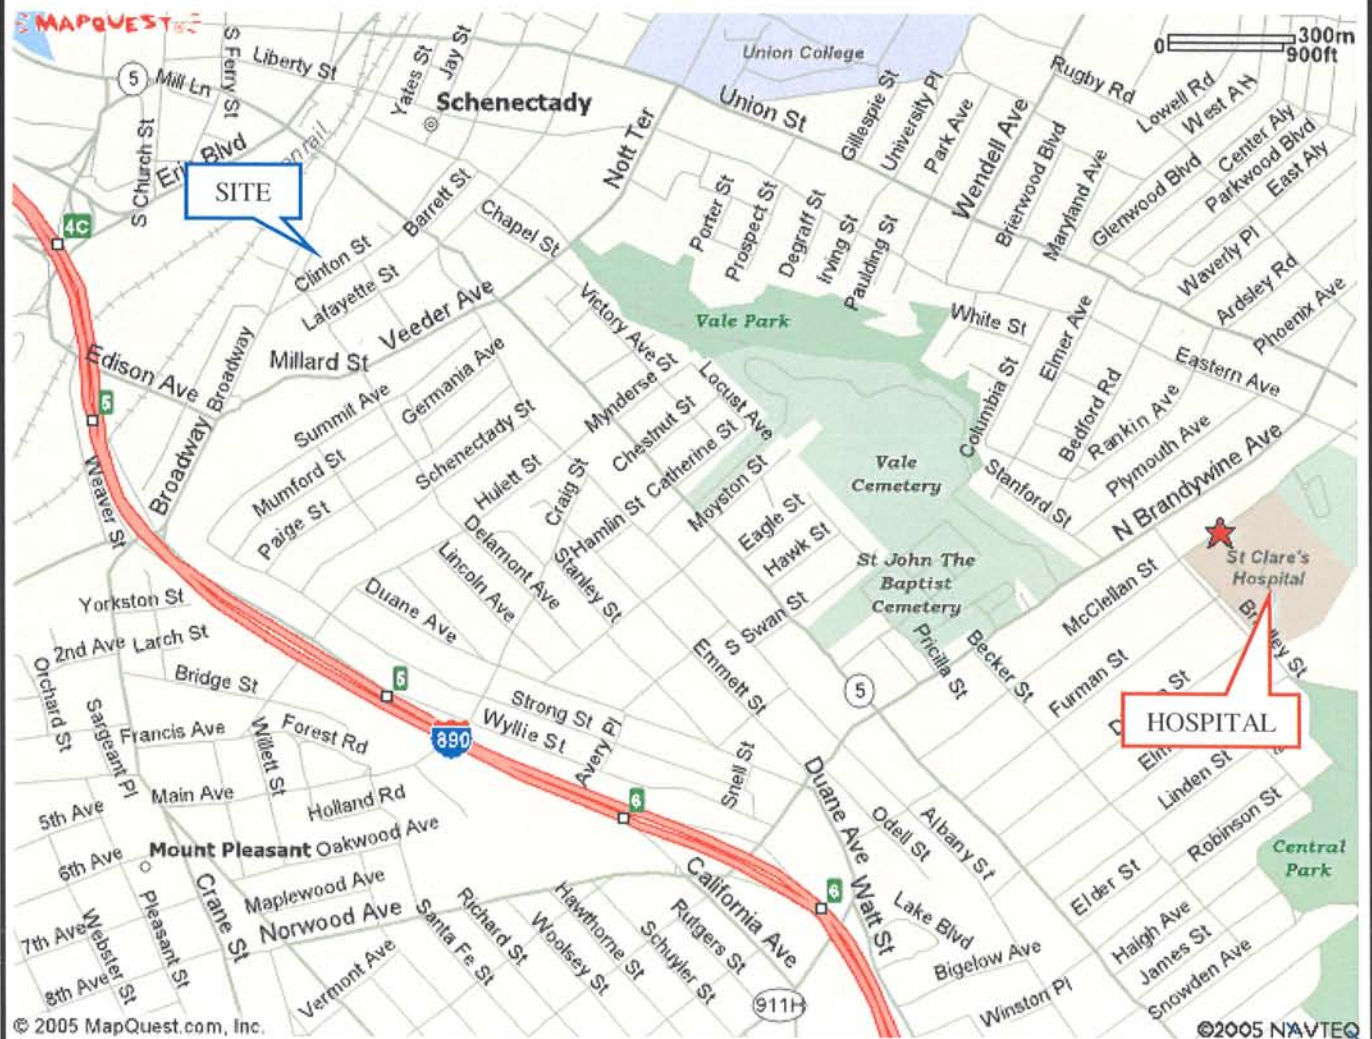 MAPQUEST
300m
0
900ft
Union College
S Ferry St
Liberty St
Yates St
Jay St
5
Mill Ln
Schenectady
Union St
Gillespie St
University Pl
Park Ave
Wendell Ave
Rugby Rd
Lowell Rd
Center Aly
Parkwood Blvd
East Aly
S Church St
Nott Ter
SITE
4C
Barrett St
Chapel St
Porter St
Prospect St
Degraff St
Irving St
Paulding St
Brierwood Blvd
Maryland Ave
Glenwood Blvd
Waverly Pl
Ardsley Rd
Phoenix Ave
Clinton St
Lafayette St
Veeder Ave
Victory Ave
Vale Park
White St
Elmer Ave
Eastern Ave
Edison Ave
Broadway
Millard St
Germania Ave
Mynderse St
Locust Ave
Columbia St
Bedford Rd
Rankin Ave
Plymouth Ave
N Brandywine Ave
5
Summit Ave
Schenectady St
Chestnut St
Catherine St
Vale
Cemetery
Stanford St
Weaver St
Broadway
Mumford St
Paige St
Hulett St
Craig St
Hamlin St
Moyston St
Eagle St
Hawk St
St John The
Baptist
Cemetery
St Clare's
Hospital
McClellan St
Delamont Ave
Lincoln Ave
Stanley St
Duane Ave
S Swan St
Emmett St
Pricilla St
Becker St
Furman St
Yorkston St
2nd Ave
Larch St
Orchard St
Bridge St
5
5
HOSPITAL
Sargeant Pl
Francis Ave
Willett St
Forest Rd
890
Strong St
Wyllie St
Avery Pl
Snell St
Duane Ave
Linden St
Robinson St
Main Ave
Holland Rd
6
Odell St
Albany St
5th Ave
6th Ave
Mount Pleasant
Oakwood Ave
Central
Park
Maplewood Ave
Crane St
Norwood Ave
California Ave
6
Watt St
Lake Blvd
Elder St
Pleasant St
7th Ave
Webster St
8th Ave
Vermont Ave
Santa Fe St
Richard St
Woolsey St
Hawthorne St
Schuyler St
Rutgers St
Bigelow Ave
Haigh Ave
James St
Snowden Ave
Winston Pl
911H
© 2005 MapQuest.com, Inc.
©2005 NAVTEQ